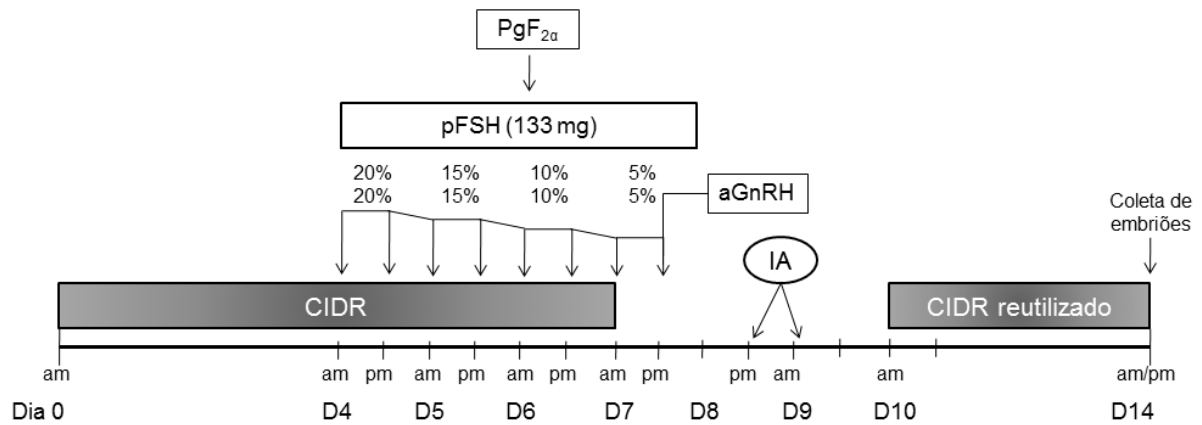 PgF2α
pFSH (133 mg)
20% 15% 10% 5%
20% 15% 10% 5%
aGnRH
Coleta de
embriões
IA
CIDR
CIDR reutilizado
am am pm am pm am pm am pm pm am am am/pm
Dia 0 D4 D5 D6 D7 D8 D9 D10 D14